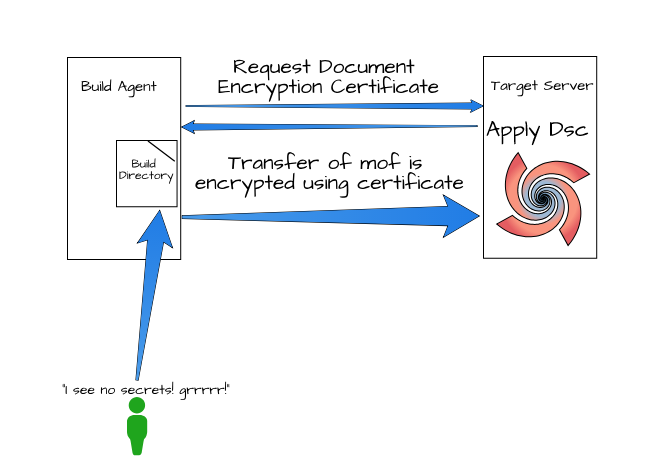 Request Document
Encryption Certificate
Build Agent
Target Server
Apply Dsc
Build
Directory
Transfer of mof is
encrypted using certificate
"I see no secrets! grrrrr!"